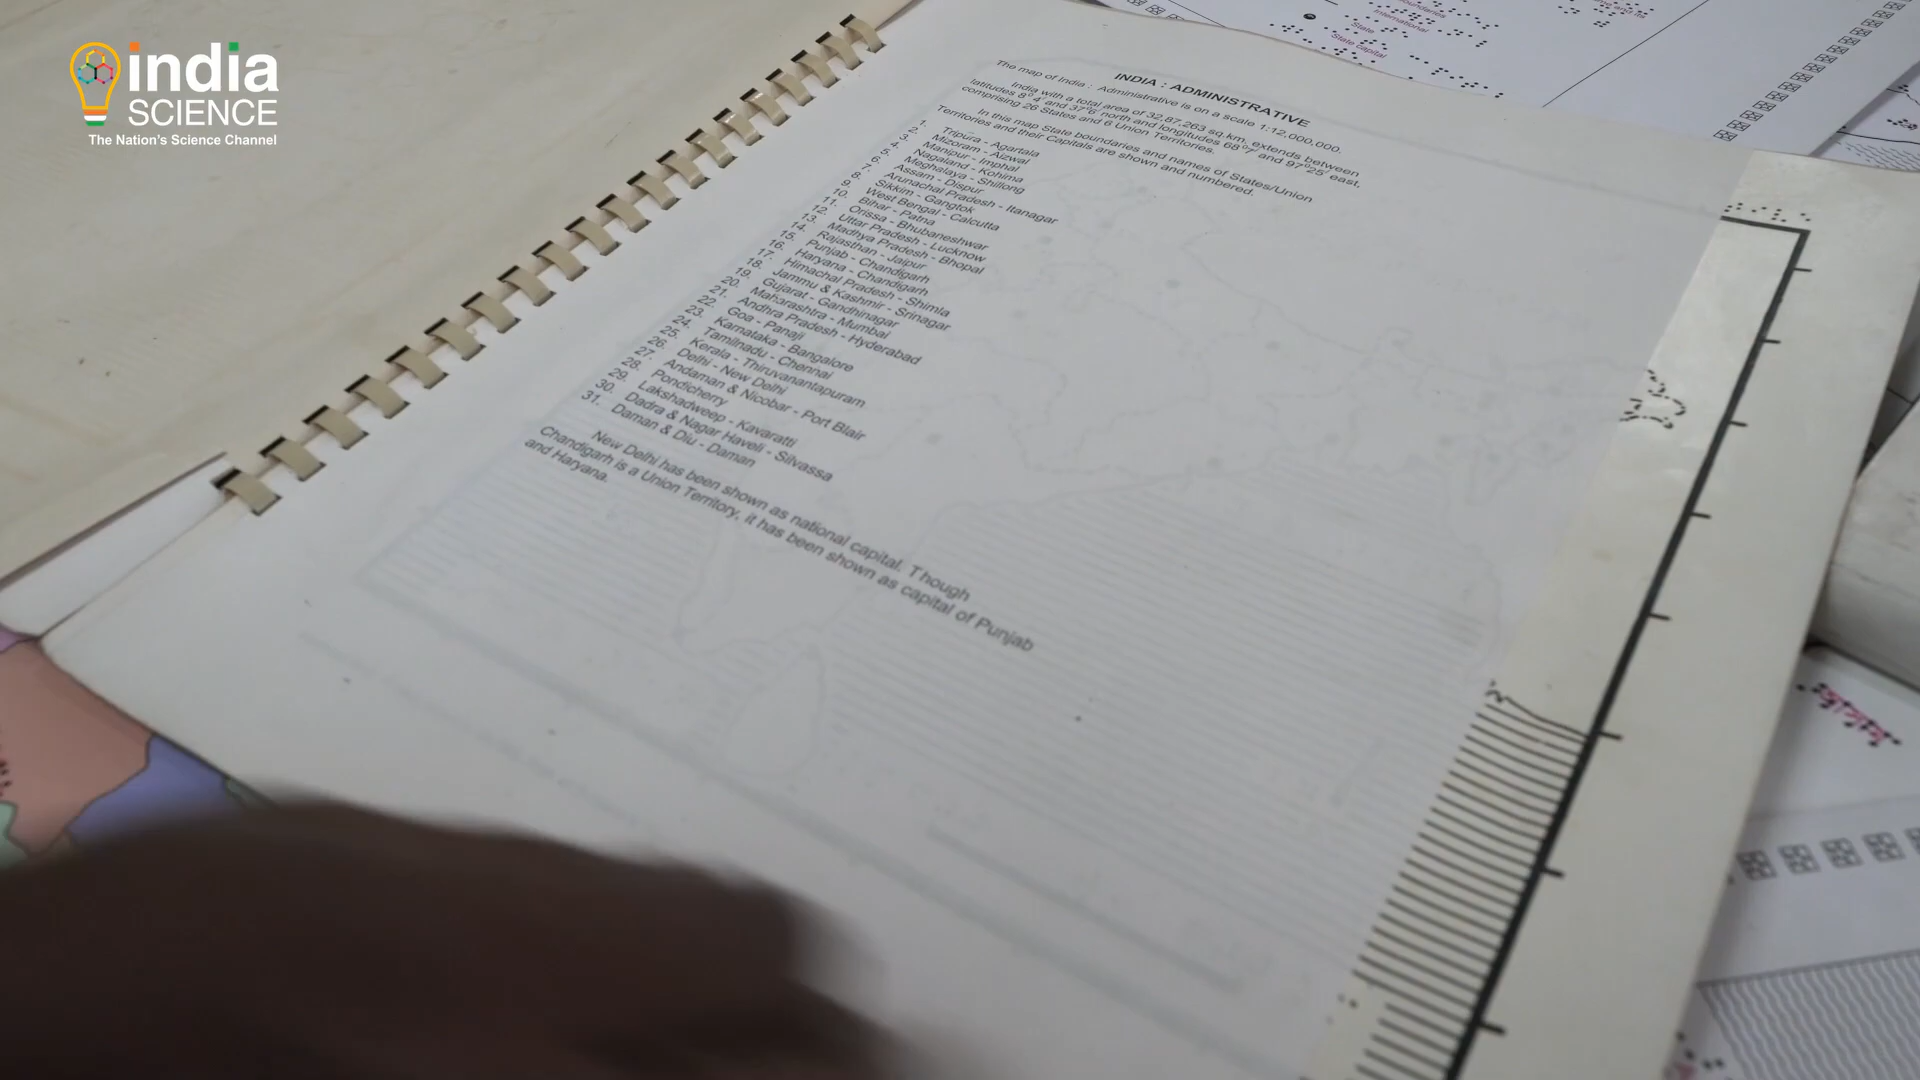 india
SCIENCE
The Nation's Science Channel
INDIA : ADMINISTRATIVE
The map of India : Administrative is on a scale 1:12,000,000.
India with a total area of 32,87,263 sq.km. extends between
latitudes 8°4' and 37°6' north and longitudes 68°7' and 97°25' east,
comprising 26 States and 6 Union Territories.
In this map State boundaries and names of States/Union
Territories and their Capitals are shown and numbered.
1. Tripura - Agartala
2. Mizoram - Aizwal
3. Manipur - Imphal
4. Nagaland - Kohima
5. Meghalaya - Shillong
6. Assam - Dispur
7. Arunachal Pradesh - Itanagar
8. Sikkim - Gangtok
9. West Bengal - Calcutta
10. Bihar - Patna
11. Orissa - Bhubaneshwar
12. Uttar Pradesh - Lucknow
13. Madhya Pradesh - Bhopal
14. Rajasthan - Jaipur
15. Punjab - Chandigarh
16. Haryana - Chandigarh
17. Himachal Pradesh - Shimla
18. Jammu & Kashmir - Srinagar
19. Gujarat - Gandhinagar
20. Maharashtra - Mumbai
21. Andhra Pradesh - Hyderabad
22. Goa - Panaji
23. Karnataka - Bangalore
24. Tamilnadu - Chennai
25. Kerala - Thiruvanantapuram
26. Delhi - New Delhi
27. Andaman & Nicobar - Port Blair
28. Pondicherry
29. Lakshadweep - Kavaratti
30. Dadra & Nagar Haveli - Silvassa
31. Daman & Diu - Daman
New Delhi has been shown as national capital. Though
Chandigarh is a Union Territory, it has been shown as capital of Punjab
and Haryana.
International
State
State capital